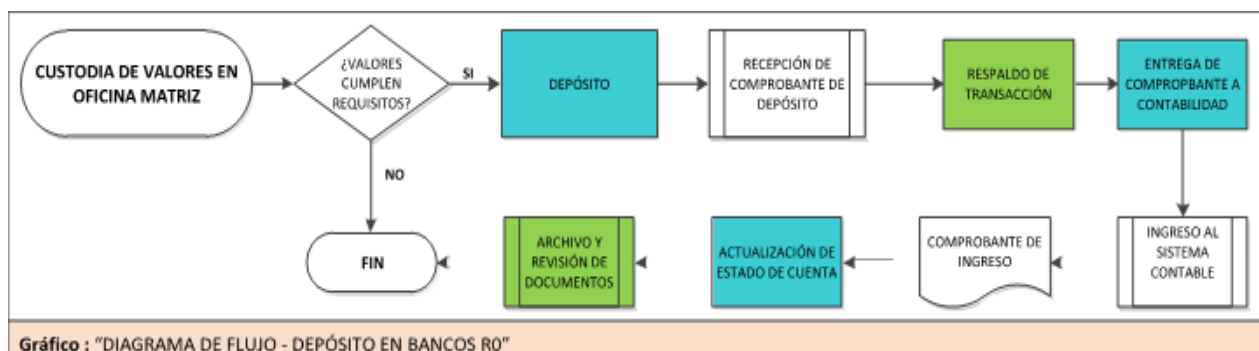 CUSTODIA DE VALORES EN
OFICINA MATRIZ
¿VALORES
CUMPLEN
REQUISITOS?
SI
DEPÓSITO
RECEPCIÓN DE
COMPROBANTE DE
DEPÓSITO
RESPALDO DE
TRANSACCIÓN
ENTREGA DE
COMPROPBANTE A
CONTABILIDAD
NO
INGRESO AL
SISTEMA
CONTABLE
COMPROBANTE DE
INGRESO
ACTUALIZACIÓN DE
ESTADO DE CUENTA
ARCHIVO Y
REVISIÓN DE
DOCUMENTOS
FIN
Gráfico : "DIAGRAMA DE FLUJO - DEPÓSITO EN BANCOS R0"